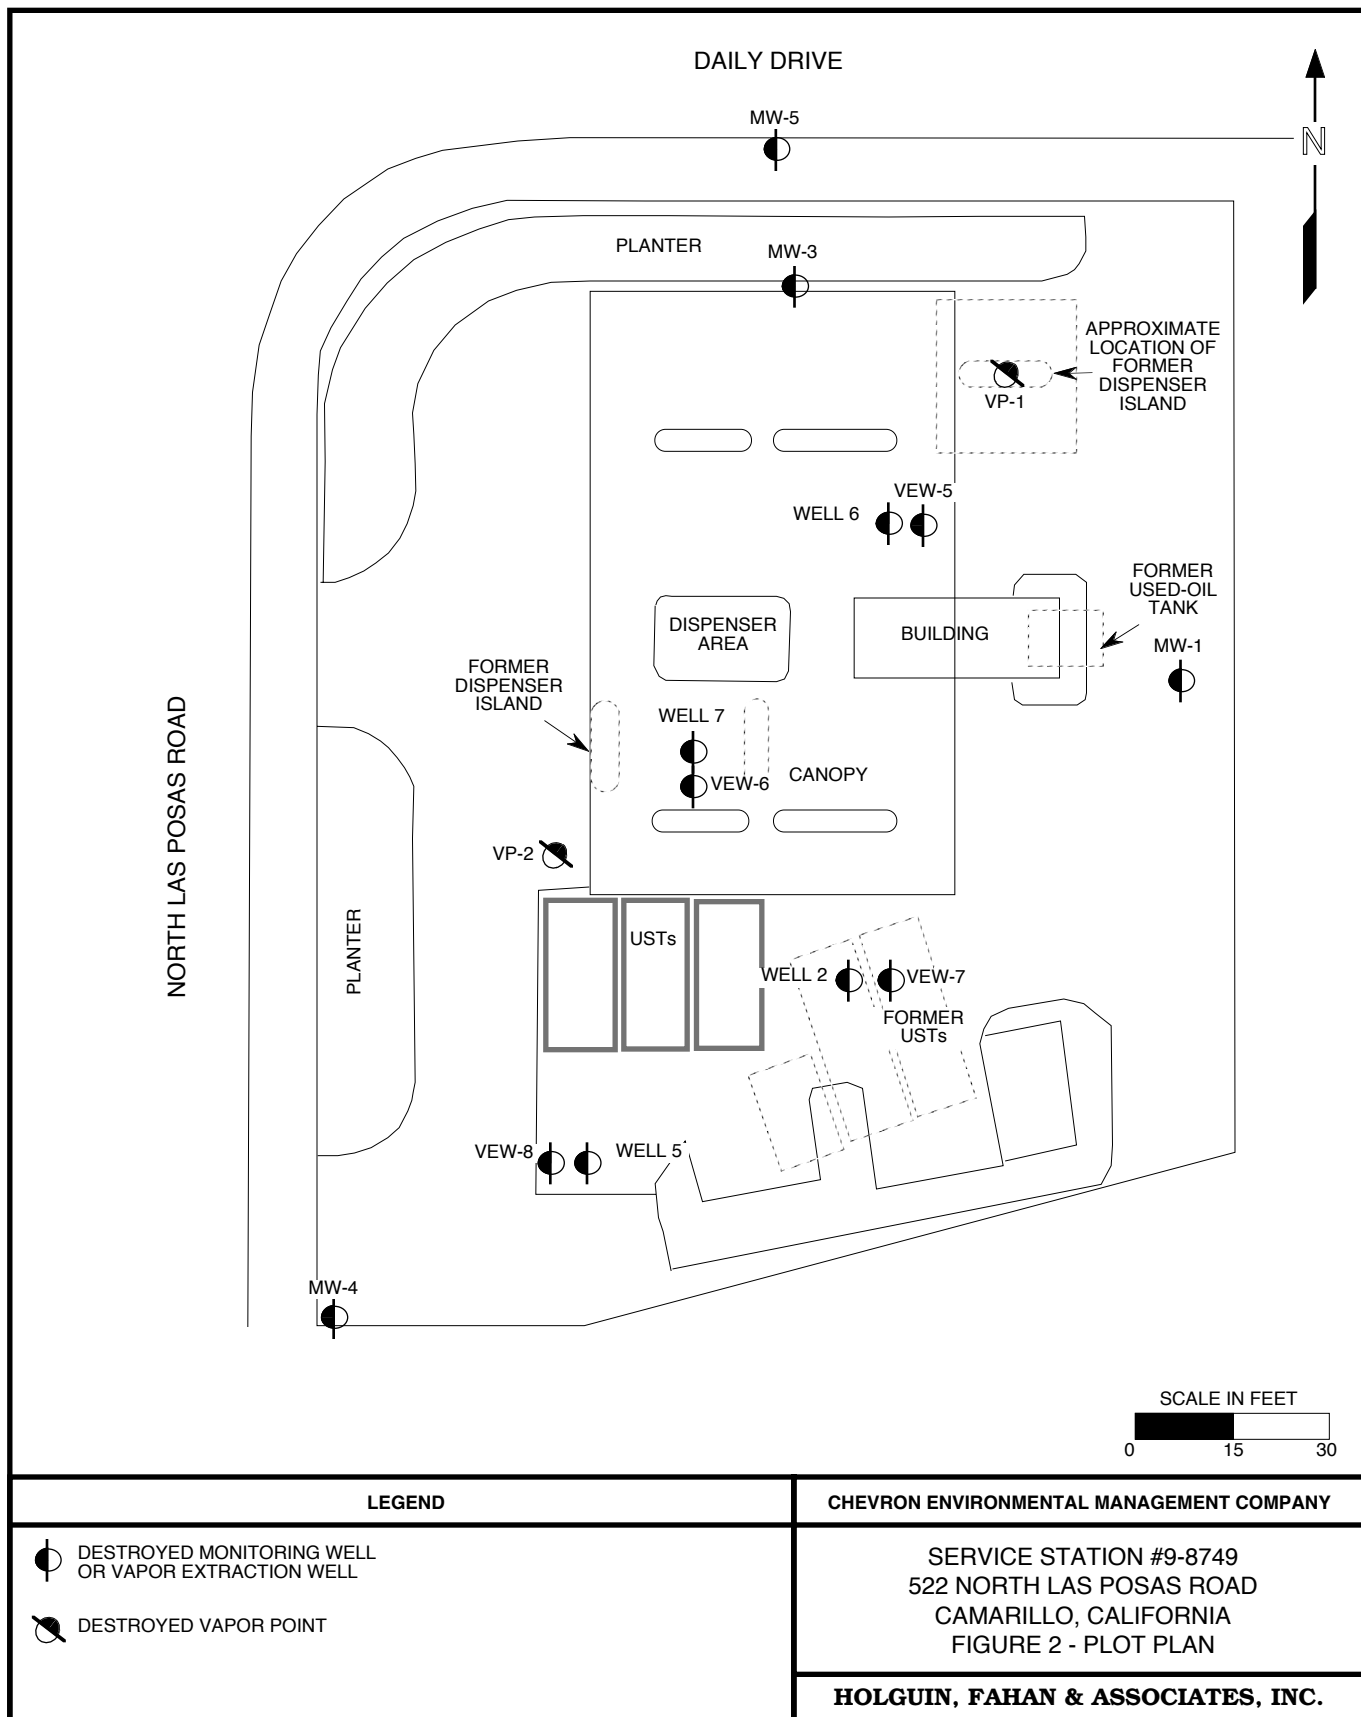 DAILY DRIVE
MW-5
N
PLANTER
MW-3
APPROXIMATE
LOCATION OF
FORMER
DISPENSER
ISLAND
VP-1
VEW-5
WELL 6
FORMER
USED-OIL
TANK
DISPENSER
AREA
BUILDING
MW-1
FORMER
DISPENSER
ISLAND
WELL 7
NORTH LAS POSAS ROAD
CANOPY
VEW-6
VP-2
PLANTER
USTs
WELL 2
VEW-7
FORMER
USTs
VEW-8
WELL 5
MW-4
SCALE IN FEET
0 15 30
LEGEND
DESTROYED MONITORING WELL
OR VAPOR EXTRACTION WELL
DESTROYED VAPOR POINT
CHEVRON ENVIRONMENTAL MANAGEMENT COMPANY
SERVICE STATION #9-8749
522 NORTH LAS POSAS ROAD
CAMARILLO, CALIFORNIA
FIGURE 2 - PLOT PLAN
HOLGUIN, FAHAN & ASSOCIATES, INC.